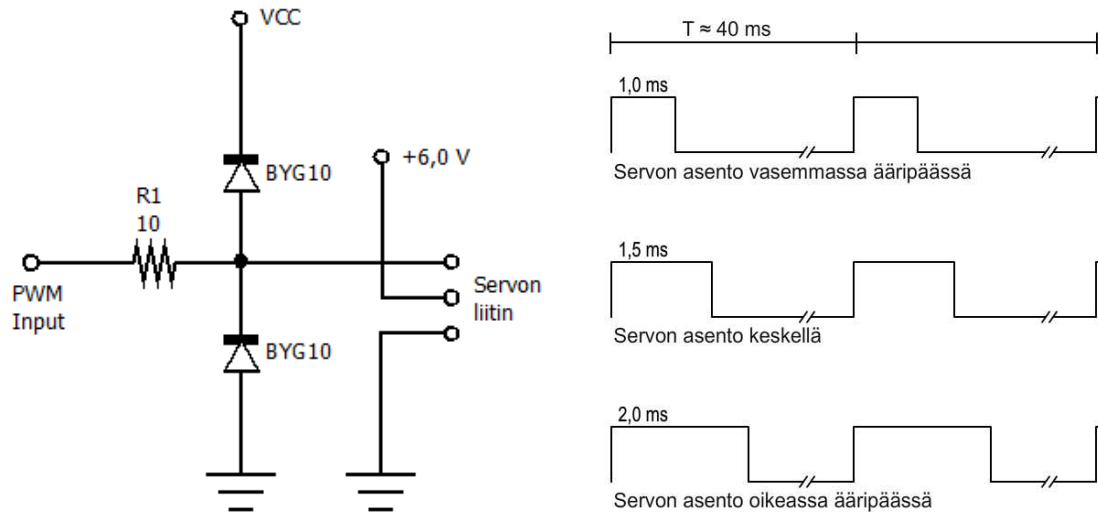 VCC
BYG10
+6,0 V
R1
10
PWM
Input
Servon
liitin
BYG10
T ≈ 40 ms
1,0 ms
Servon asento vasemmassa ääripäässä
1,5 ms
Servon asento keskellä
2,0 ms
Servon asento oikeassa ääripäässä